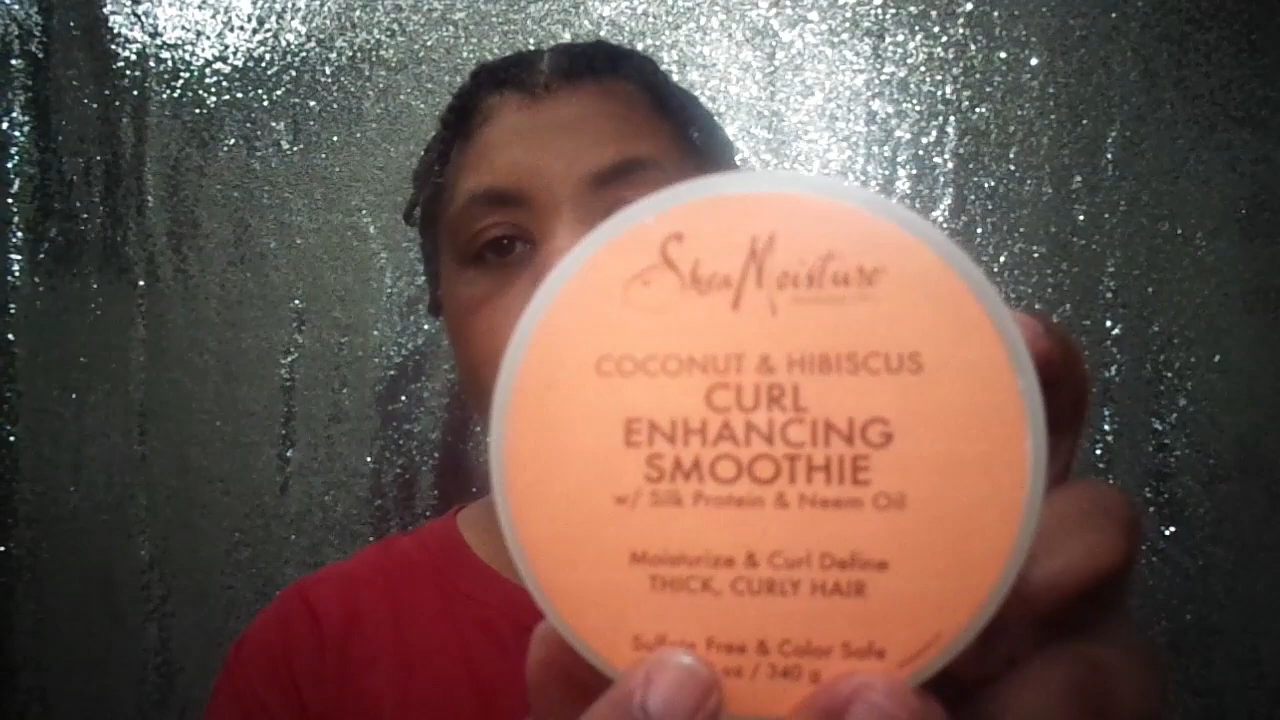 SheaMoisture
COCONUT & HIBISCUS
CURL
ENHANCING
SMOOTHIE
w/ Silk Protein & Neem Oil
Moisturize & Curl Define
THICK, CURLY HAIR
Sulfate Free & Color Safe
oz / 340 g